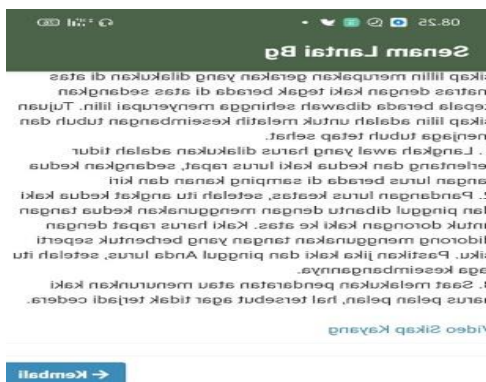 08.25
Senam Lantai Bg
sikap lilin merupakan gerakan yang dilakukan di atas
matras dengan kaki tegak berada di atas sedangkan
kepala berada dibawah sehingga menyerupai lilin. Tujuan
sikap lilin adalah untuk melatih keseimbangan tubuh dan
menjaga tubuh tetap sehat.
. Langkah awal yang harus dilakukan adalah tidur
erlentang dan kedua kaki lurus rapat, sedangkan kedua
angan lurus berada di samping kanan dan kiri
2. Pandangan lurus keatas, setelah itu angkat kedua kaki
dan pinggul dibantu dengan menggunakan kedua tangan
untuk dorongan kaki ke atas. Kaki harus rapat dengan
didorong menggunakan tangan yang berbentuk seperti
siku. Pastikan jika kaki dan pinggul Anda lurus, setelah itu
jaga keseimbangannya.
3. Saat melakukan pendaratan atau menurunkan kaki
harus pelan pelan, hal tersebut agar tidak terjadi cedera.
Video Sikap Kayang
← Kembali